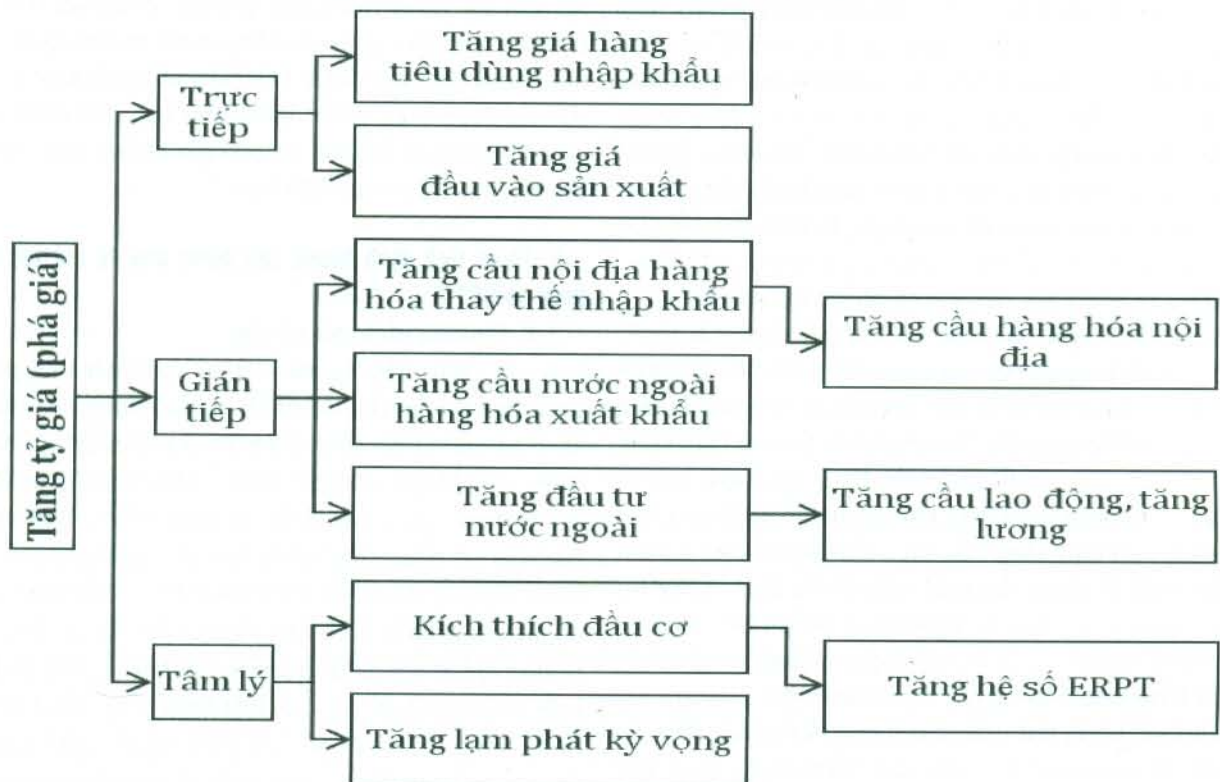 Tăng tỷ giá (phá giá)
Trực
tiếp
Tăng giá hàng
tiêu dùng nhập khẩu
Tăng giá
đầu vào sản xuất
Gián
tiếp
Tăng cầu nội địa hàng
hóa thay thế nhập khẩu
Tăng cầu hàng hóa nội
địa
Tăng cầu nước ngoài
hàng hóa xuất khẩu
Tăng đầu tư
nước ngoài
Tăng cầu lao động, tăng
lương
Tâm lý
Kích thích đầu cơ
Tăng hệ số ERPT
Tăng lạm phát kỳ vọng